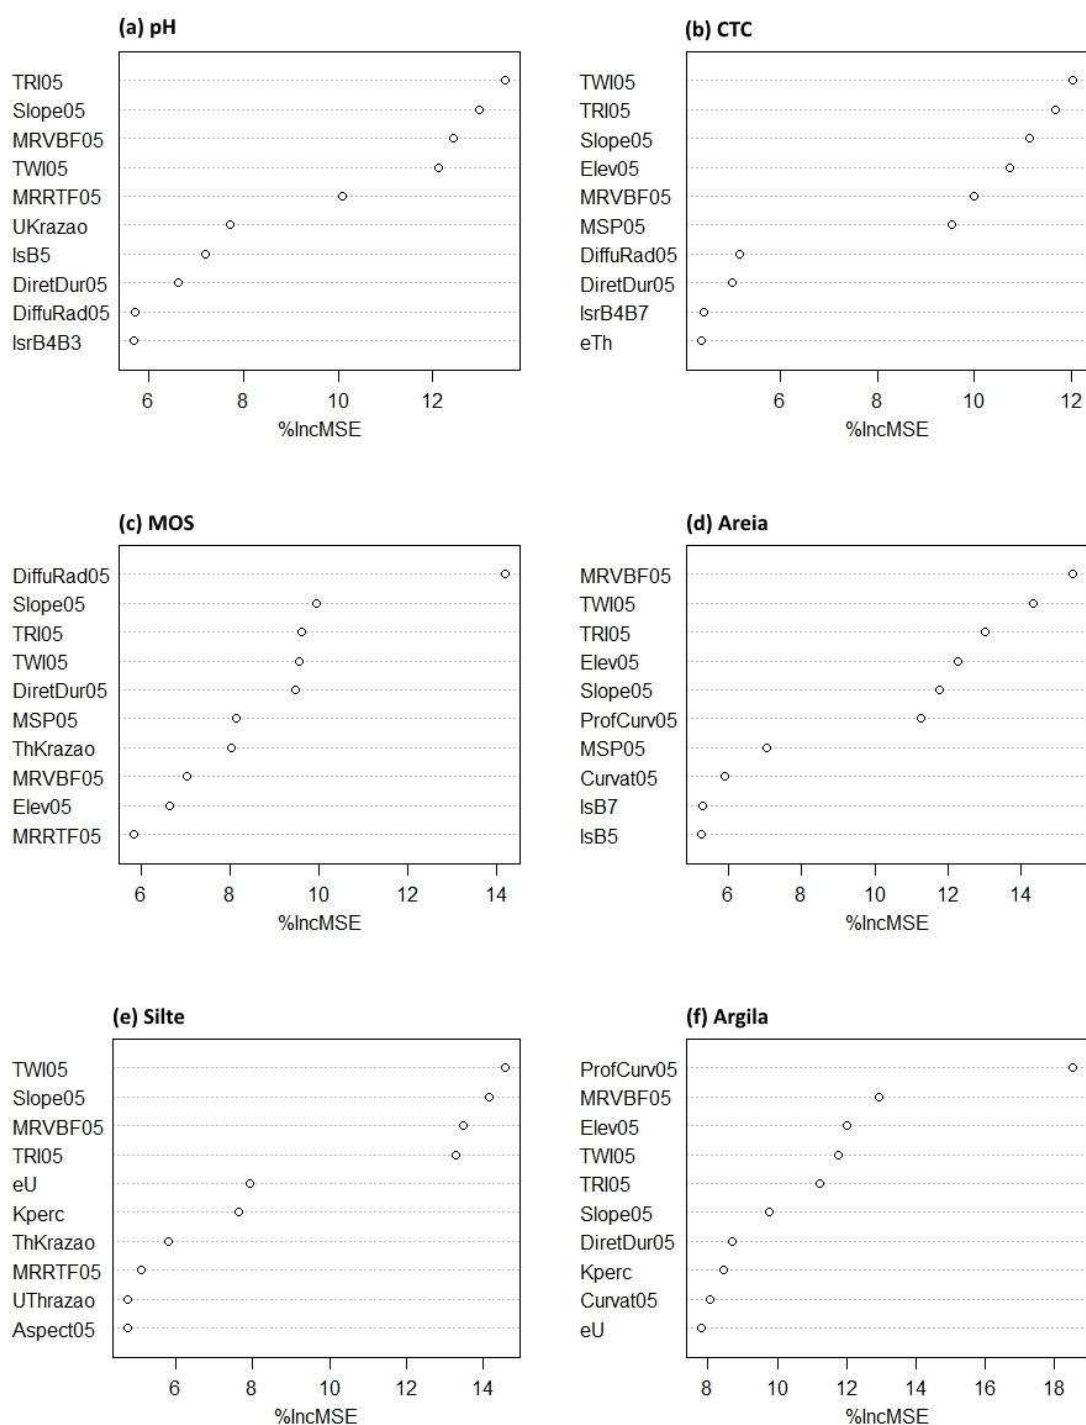 (a) pH
TRI05
Slope05
MRVBF05
TWI05
MRRTF05
UKrazao
IsB5
DiretDur05
DiffuRad05
IsrB4B3
6 8 10 12
%IncMSE
(b) CTC
TWI05
TRI05
Slope05
Elev05
MRVBF05
MSP05
DiffuRad05
DiretDur05
IsrB4B7
eTh
6 8 10 12
%IncMSE
(c) MOS
DiffuRad05
Slope05
TRI05
TWI05
DiretDur05
MSP05
ThKrazao
MRVBF05
Elev05
MRRTF05
6 8 10 12 14
%IncMSE
(d) Areia
MRVBF05
TWI05
TRI05
Elev05
Slope05
ProfCurv05
MSP05
Curvat05
IsB7
IsB5
6 8 10 12 14
%IncMSE
(e) Silte
TWI05
Slope05
MRVBF05
TRI05
eU
Kperc
ThKrazao
MRRTF05
UThrazao
Aspect05
6 8 10 12 14
%IncMSE
(f) Argila
ProfCurv05
MRVBF05
Elev05
TWI05
TRI05
Slope05
DiretDur05
Kperc
Curvat05
eU
8 10 12 14 16 18
%IncMSE